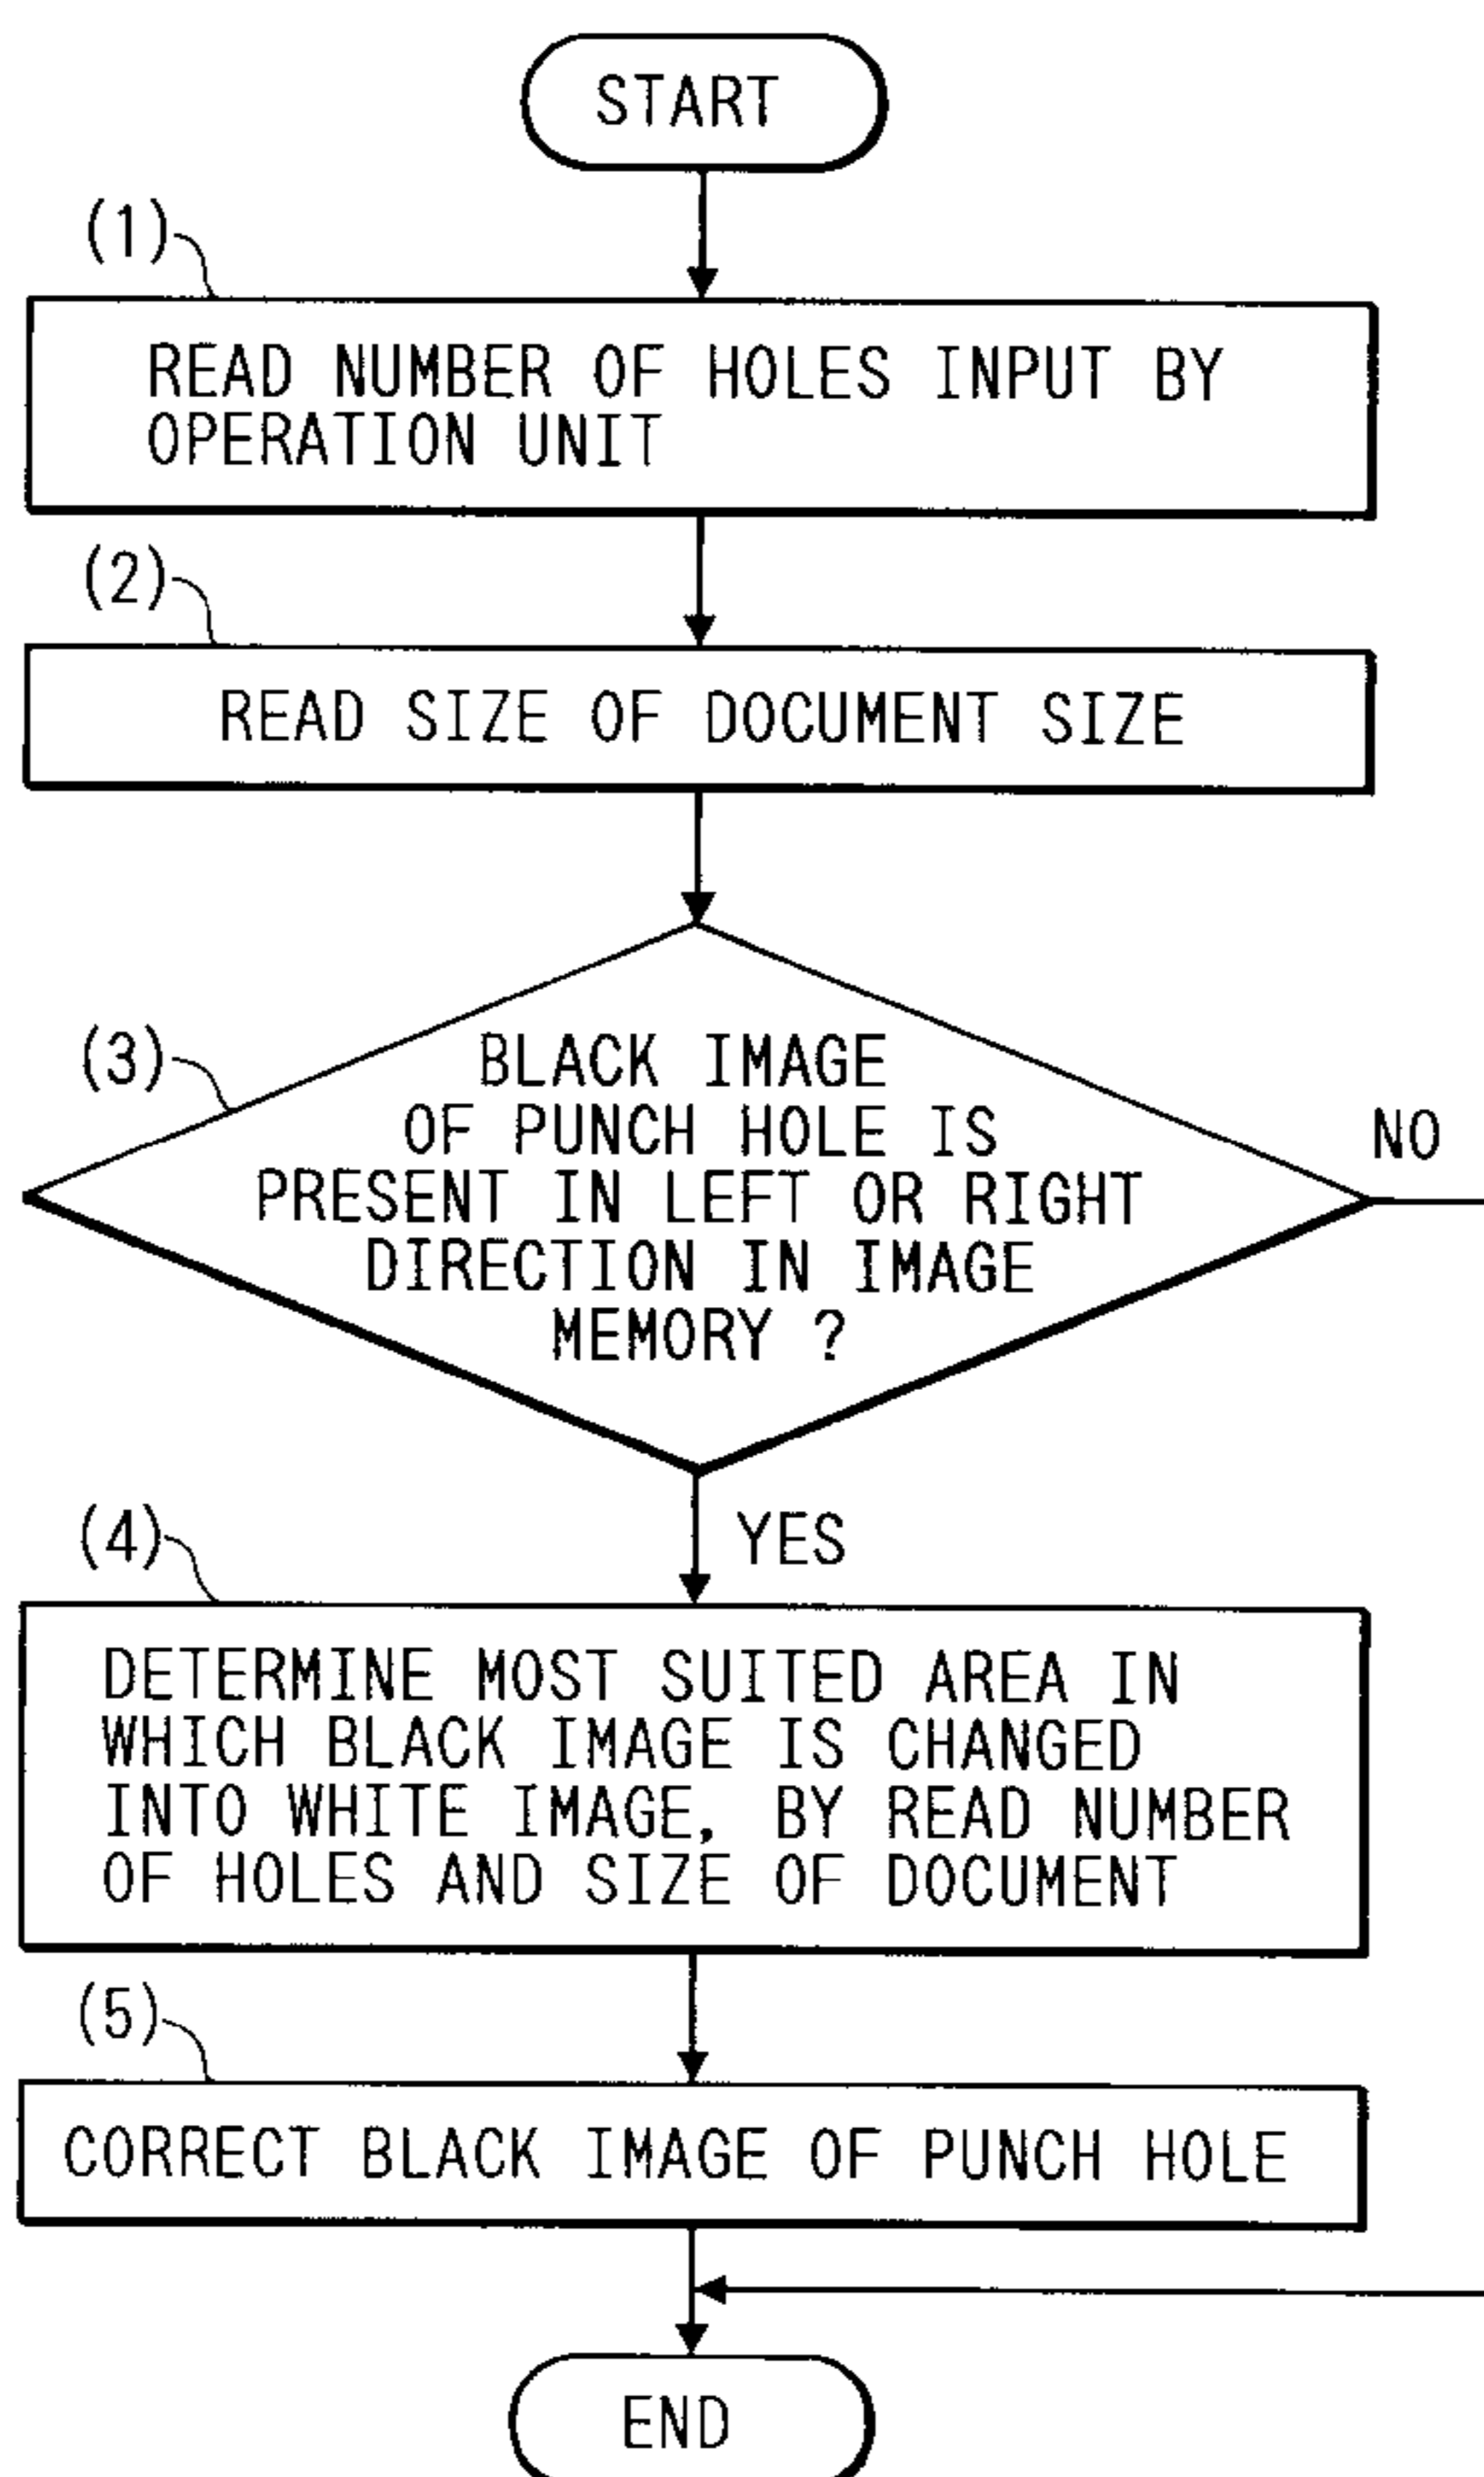 START
(1)
READ NUMBER OF HOLES INPUT BY
OPERATION UNIT
(2)
READ SIZE OF DOCUMENT SIZE
(3)
BLACK IMAGE
OF PUNCH HOLE IS
PRESENT IN LEFT OR RIGHT
DIRECTION IN IMAGE
MEMORY ?
NO
YES
(4)
DETERMINE MOST SUITED AREA IN
WHICH BLACK IMAGE IS CHANGED
INTO WHITE IMAGE, BY READ NUMBER
OF HOLES AND SIZE OF DOCUMENT
(5)
CORRECT BLACK IMAGE OF PUNCH HOLE
END